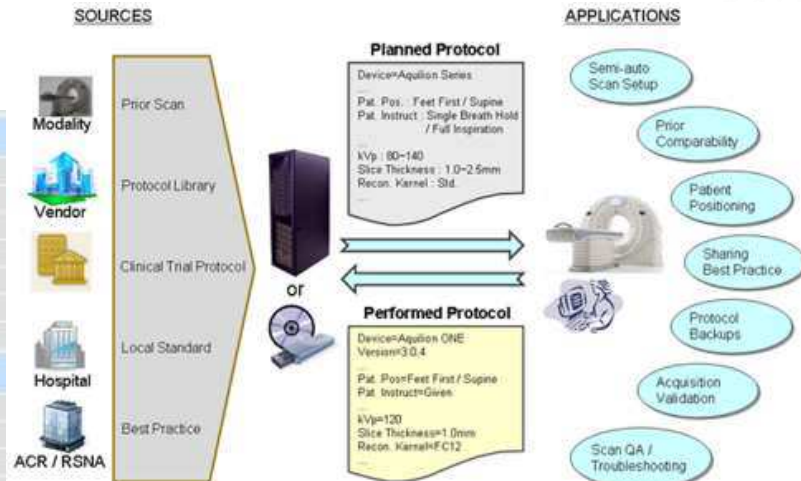 SOURCES
APPLICATIONS
Modality
Vendor
Hospital
ACR / RSNA
Prior Scan
Protocol Library
Clinical Trial Protocol
Local Standard
Best Practice
or
Planned Protocol
Device=Aquilion Series
...
Pat. Pos. : Feet First / Supine
Pat. Instruct : Single Breath Hold
/ Full Inspiration
...
kVp : 80~140
Slice Thickness : 1.0~2.5mm
Recon. Kernel : Std.
...
Performed Protocol
Device=Aquilion ONE
Version=3.0.4
...
Pat. Pos=Feet First / Supine
Pat. Instruct=Given
...
kVp=120
Slice Thickness=1.0mm
Recon. Kernel=FC12
...
Semi-auto
Scan Setup
Prior
Comparability
Patient
Positioning
Sharing
Best Practice
Protocol
Backups
Acquisition
Validation
Scan QA /
Troubleshooting